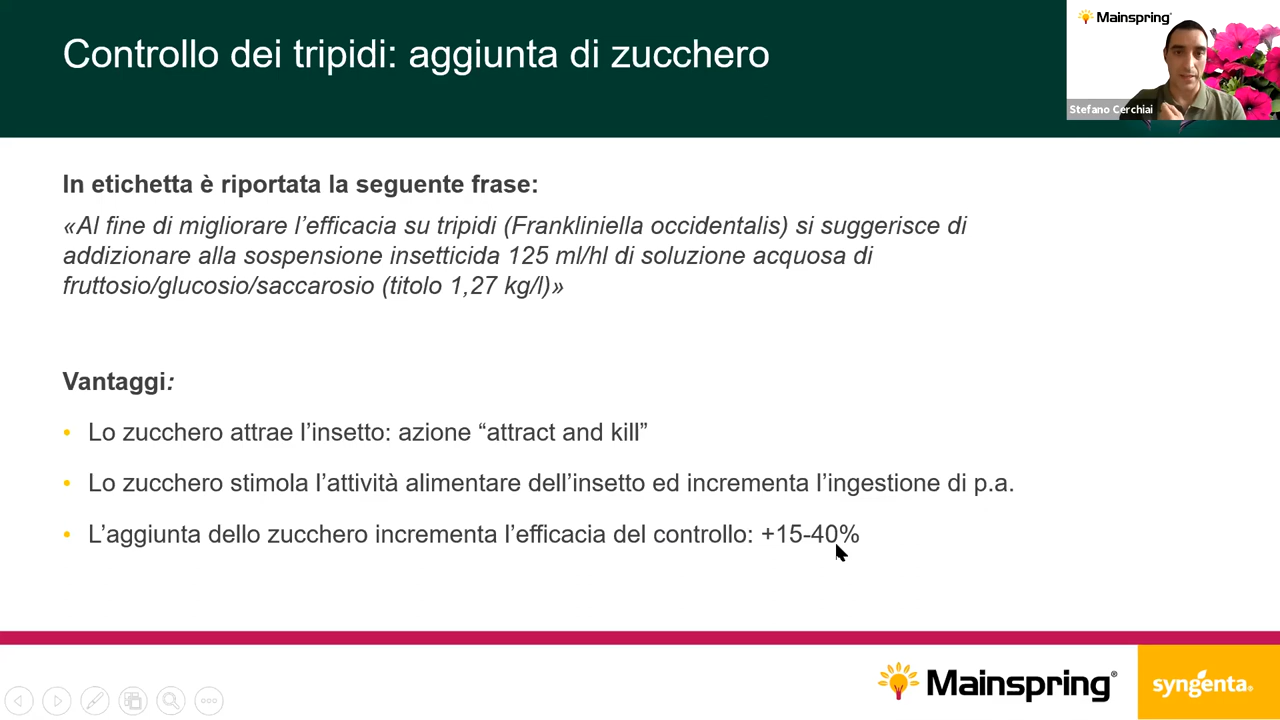 Controllo dei tripidi: aggiunta di zucchero
Mainspring®
Stefano Cerchiai
In etichetta è riportata la seguente frase:
«Al fine di migliorare l’efficacia su tripidi (Frankliniella occidentalis) si suggerisce di
addizionare alla sospensione insetticida 125 ml/hl di soluzione acquosa di
fruttosio/glucosio/saccarosio (titolo 1,27 kg/l)»
Vantaggi:
• Lo zucchero attrae l’insetto: azione “attract and kill”
• Lo zucchero stimola l’attività alimentare dell’insetto ed incrementa l’ingestione di p.a.
• L’aggiunta dello zucchero incrementa l’efficacia del controllo: +15-40%
Mainspring®
syngenta®